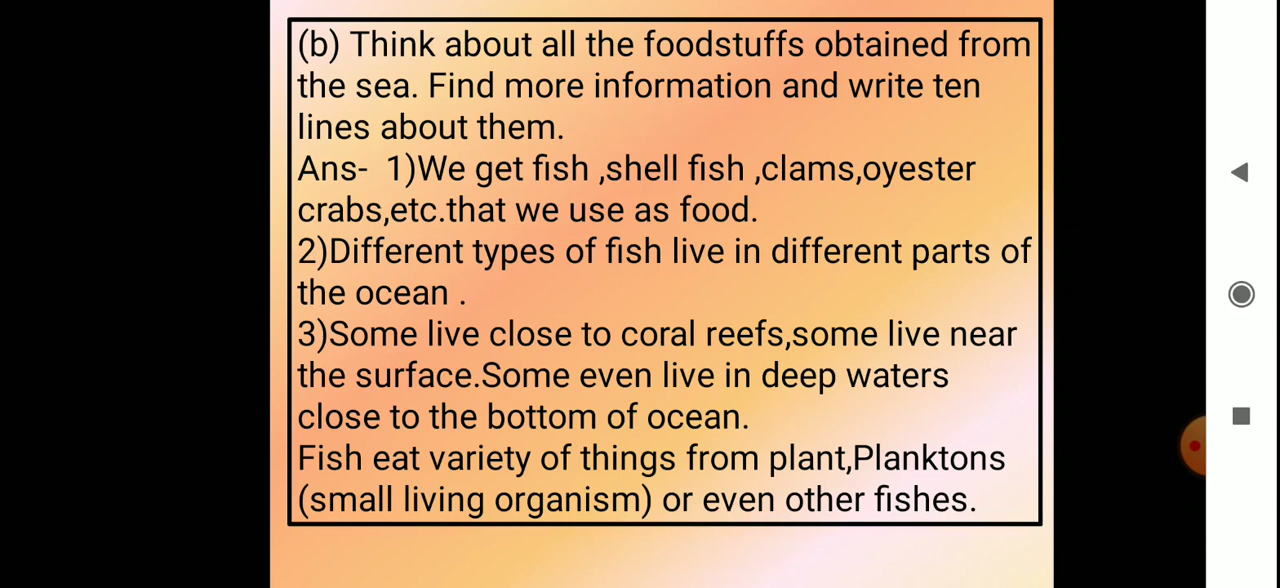 (b) Think about all the foodstuffs obtained from
the sea. Find more information and write ten
lines about them.
Ans-  1)We get fish ,shell fish ,clams,oyester
crabs,etc.that we use as food.
2)Different types of fish live in different parts of
the ocean .
3)Some live close to coral reefs,some live near
the surface.Some even live in deep waters
close to the bottom of ocean.
Fish eat variety of things from plant,Planktons
(small living organism) or even other fishes.